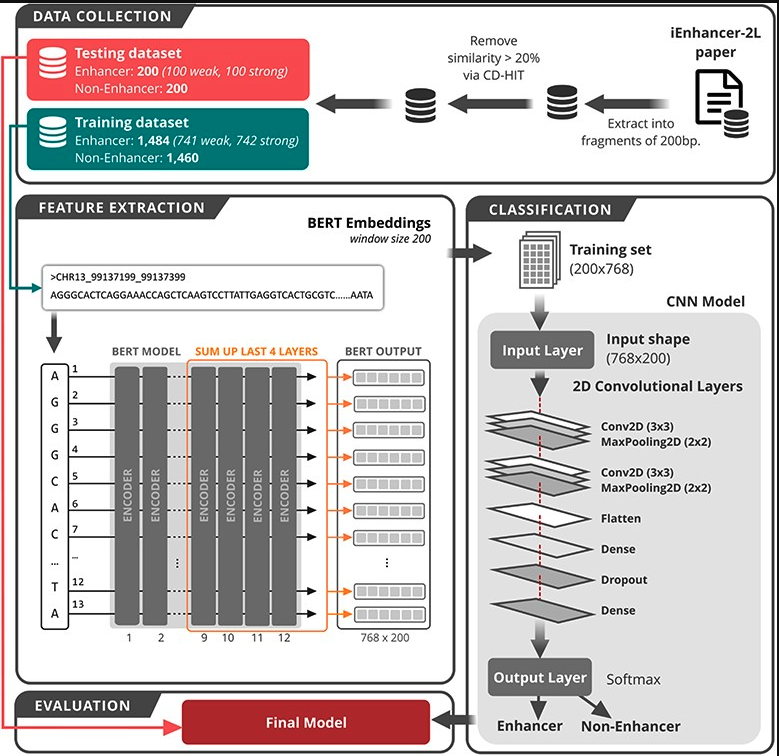 DATA COLLECTION
Testing dataset
Enhancer: 200 (100 weak, 100 strong)
Non-Enhancer: 200
Training dataset
Enhancer: 1,484 (741 weak, 742 strong)
Non-Enhancer: 1,460
Remove
similarity > 20%
via CD-HIT
iEnhancer-2L
paper
Extract into
fragments of 200bp.
FEATURE EXTRACTION
BERT Embeddings
window size 200
>CHR13_99137199_99137399
AGGGCACTCAGGAAACCAGCTCAAGTCCTTATTGAGGTCACTGCGTC......AATA
BERT MODEL
SUM UP LAST 4 LAYERS
BERT OUTPUT
A 1
G 2
G 3
G 4
C 5
A 6
C 7
... ...
T 12
A 13
ENCODER
ENCODER
ENCODER
ENCODER
ENCODER
ENCODER
1 2 9 10 11 12
768 x 200
CLASSIFICATION
Training set
(200x768)
CNN Model
Input Layer
Input shape
(768x200)
2D Convolutional Layers
Conv2D (3x3)
MaxPooling2D (2x2)
Conv2D (3x3)
MaxPooling2D (2x2)
Flatten
Dense
Dropout
Dense
Output Layer
Softmax
Enhancer
Non-Enhancer
EVALUATION
Final Model